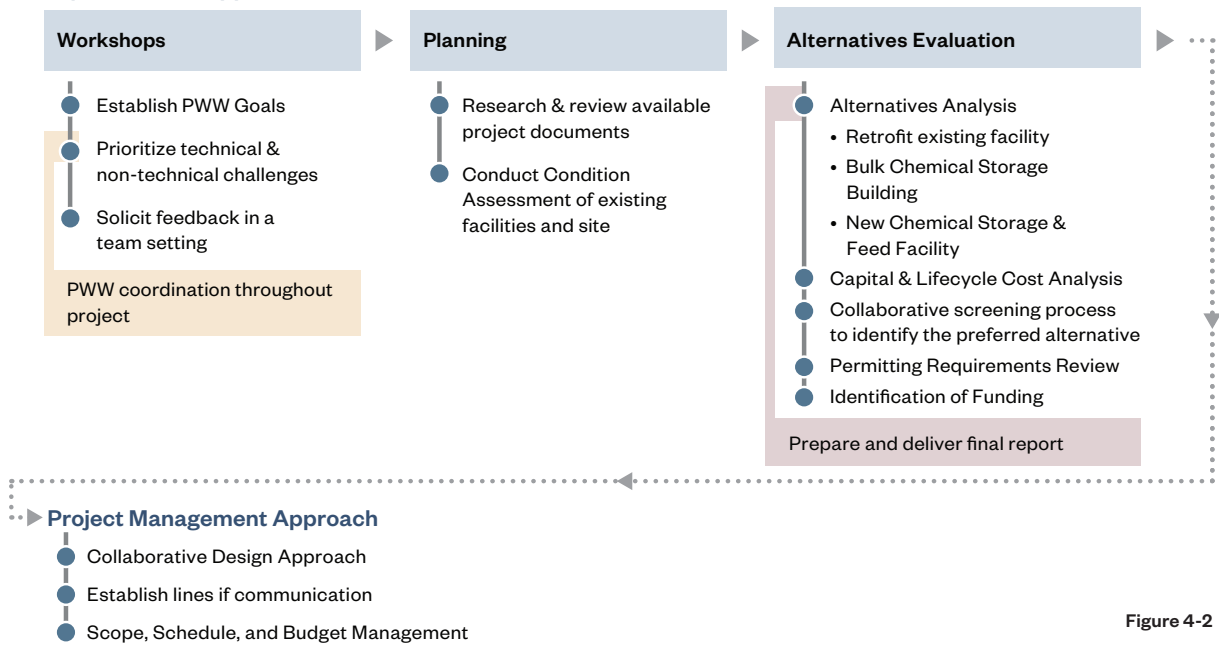 Workshops
Establish PWW Goals
Prioritize technical &
non-technical challenges
Solicit feedback in a
team setting
PWW coordination throughout
project
Planning
Research & review available
project documents
Conduct Condition
Assessment of existing
facilities and site
Alternatives Evaluation
Alternatives Analysis
• Retrofit existing facility
• Bulk Chemical Storage
Building
• New Chemical Storage &
Feed Facility
Capital & Lifecycle Cost Analysis
Collaborative screening process
to identify the preferred alternative
Permitting Requirements Review
Identification of Funding
Prepare and deliver final report
Project Management Approach
Collaborative Design Approach
Establish lines if communication
Scope, Schedule, and Budget Management
Figure 4-2